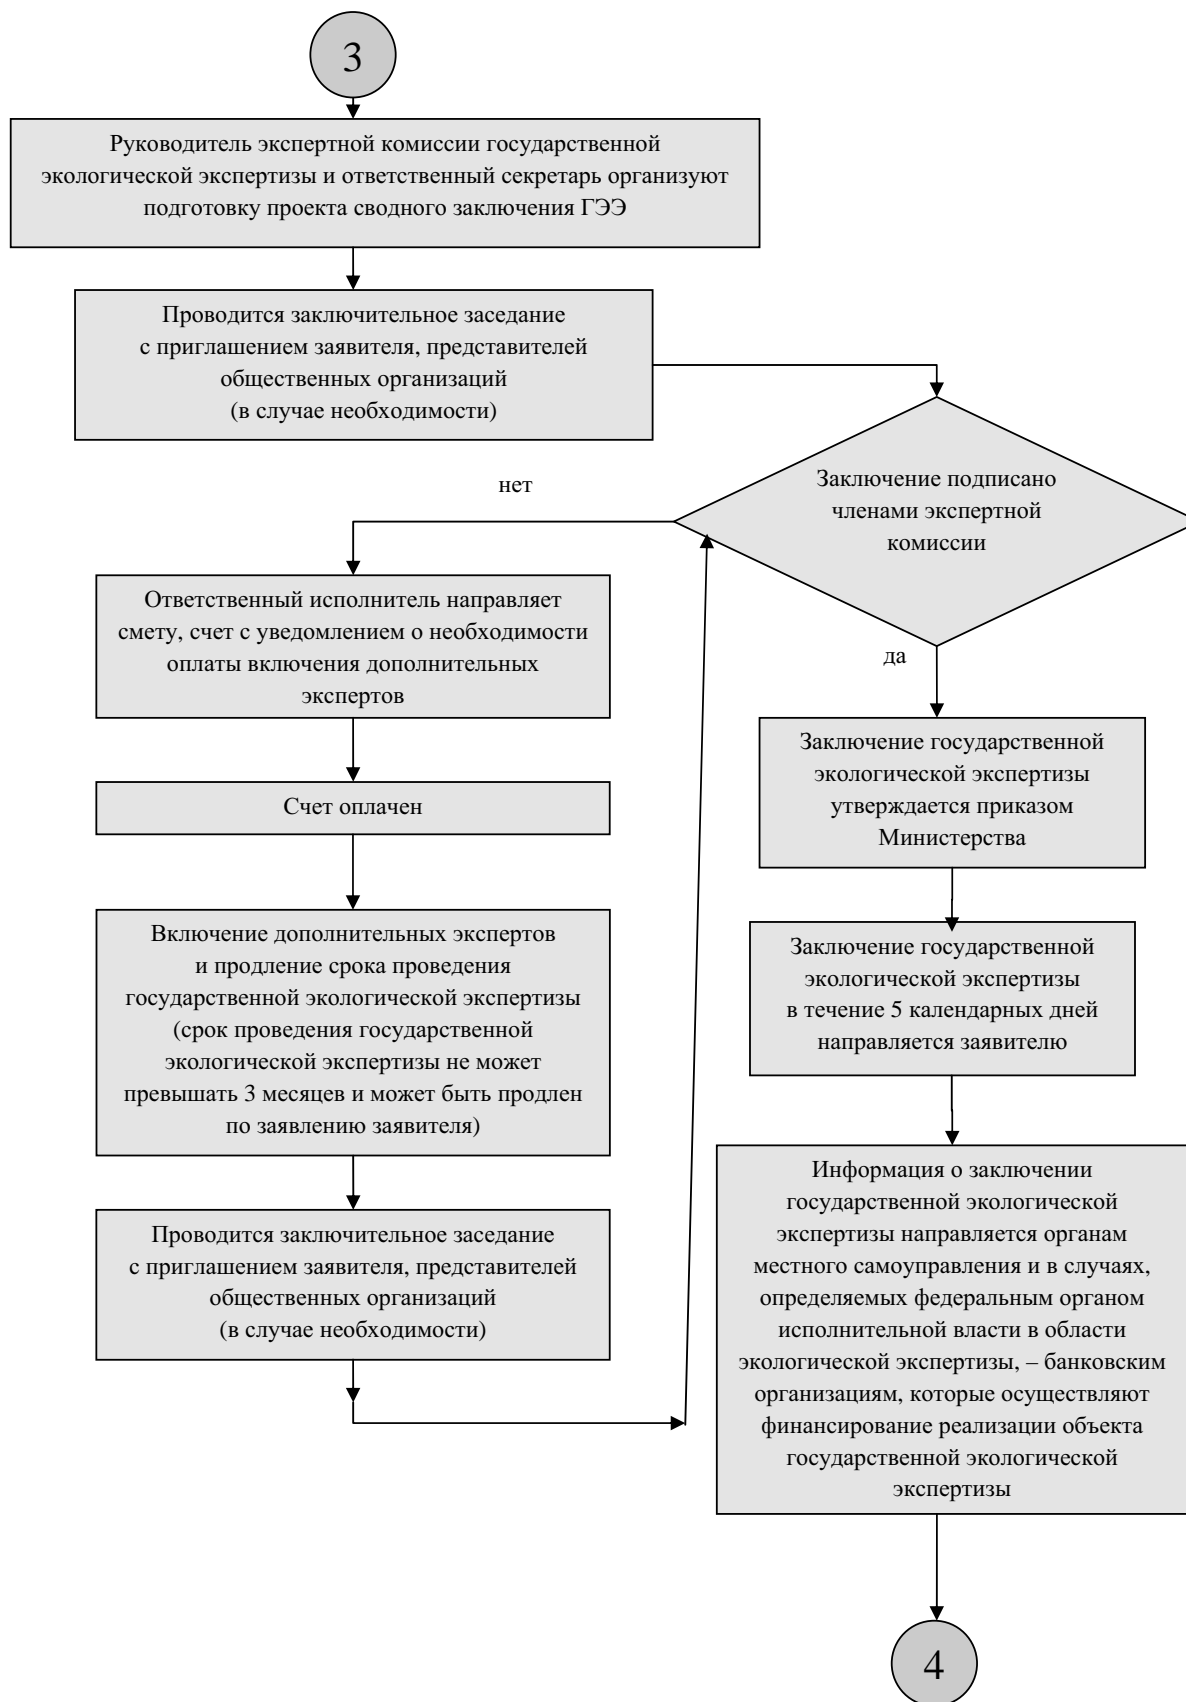 3
Руководитель экспертной комиссии государственной
экологической экспертизы и ответственный секретарь организуют
подготовку проекта сводного заключения ГЭЭ
Проводится заключительное заседание
с приглашением заявителя, представителей
общественных организаций
(в случае необходимости)
Заключение подписано
членами экспертной
комиссии
нет
Ответственный исполнитель направляет
смету, счет с уведомлением о необходимости
оплаты включения дополнительных
экспертов
Счет оплачен
Включение дополнительных экспертов
и продление срока проведения
государственной экологической экспертизы
(срок проведения государственной
экологической экспертизы не может
превышать 3 месяцев и может быть продлен
по заявлению заявителя)
Проводится заключительное заседание
с приглашением заявителя, представителей
общественных организаций
(в случае необходимости)
да
Заключение государственной
экологической экспертизы
утверждается приказом
Министерства
Заключение государственной
экологической экспертизы
в течение 5 календарных дней
направляется заявителю
Информация о заключении
государственной экологической
экспертизы направляется органам
местного самоуправления и в случаях,
определяемых федеральным органом
исполнительной власти в области
экологической экспертизы, – банковским
организациям, которые осуществляют
финансирование реализации объекта
государственной экологической
экспертизы
4